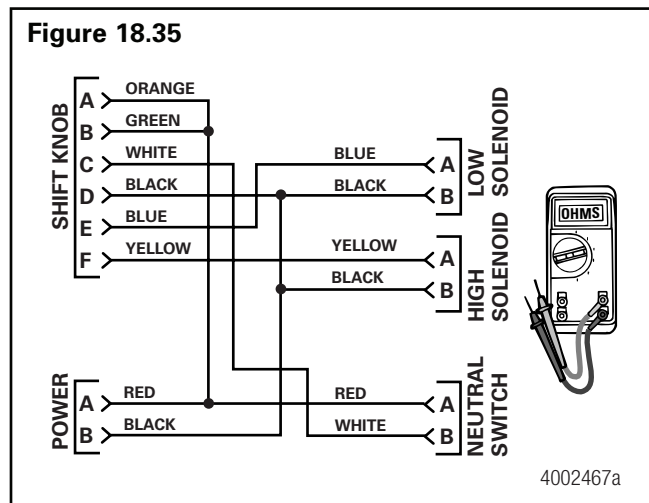 Figure 18.35
SHIFT KNOB
A ORANGE
B GREEN
C WHITE
D BLACK
E BLUE
F YELLOW
BLUE A
BLACK B
LOW
SOLENOID
YELLOW A
BLACK B
HIGH
SOLENOID
OHMS
POWER
A RED
B BLACK
RED A
WHITE B
NEUTRAL
SWITCH
4002467a